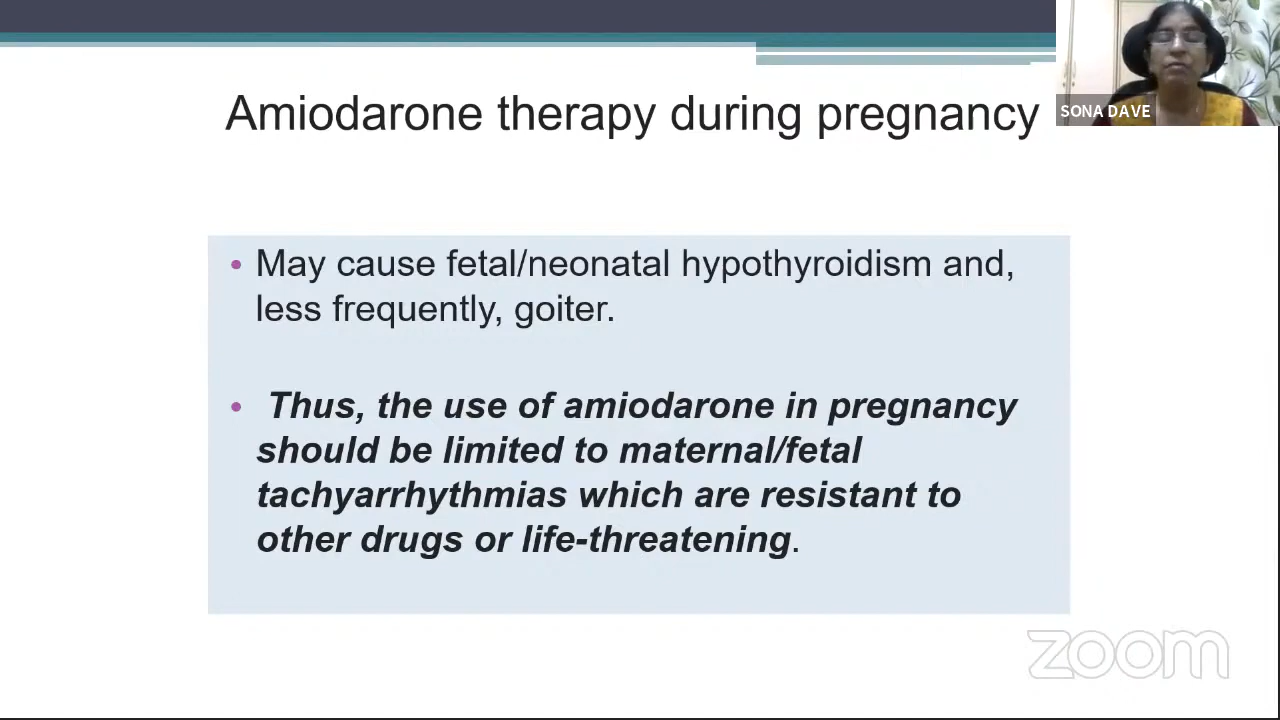 Amiodarone therapy during pregnancy
SONA DAVE
• May cause fetal/neonatal hypothyroidism and,
less frequently, goiter.
• Thus, the use of amiodarone in pregnancy
should be limited to maternal/fetal
tachyarrhythmias which are resistant to
other drugs or life-threatening.
zoom